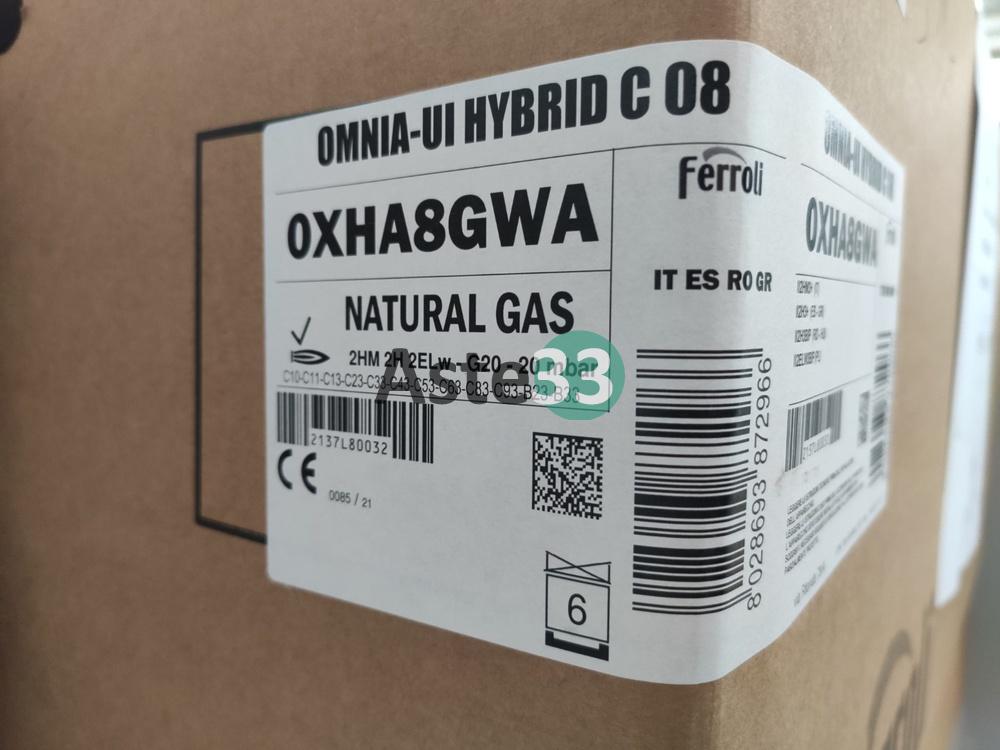 OMNIA-UI HYBRID C 08
0XHA8GWA
Ferroli
IT ES RO GR
NATURAL GAS
2HM 2H 2ELw - G20 - 20 mbar
C10-C11-C13-C23-C33-C43-C53-C63-C83-C93-B23-B33
Aste33
2137L80032
CE
0085 / 21
6
8 028693 872966
OMNIA-UI HYBRID C
0XHA8GWA
Ferroli
2137L80032